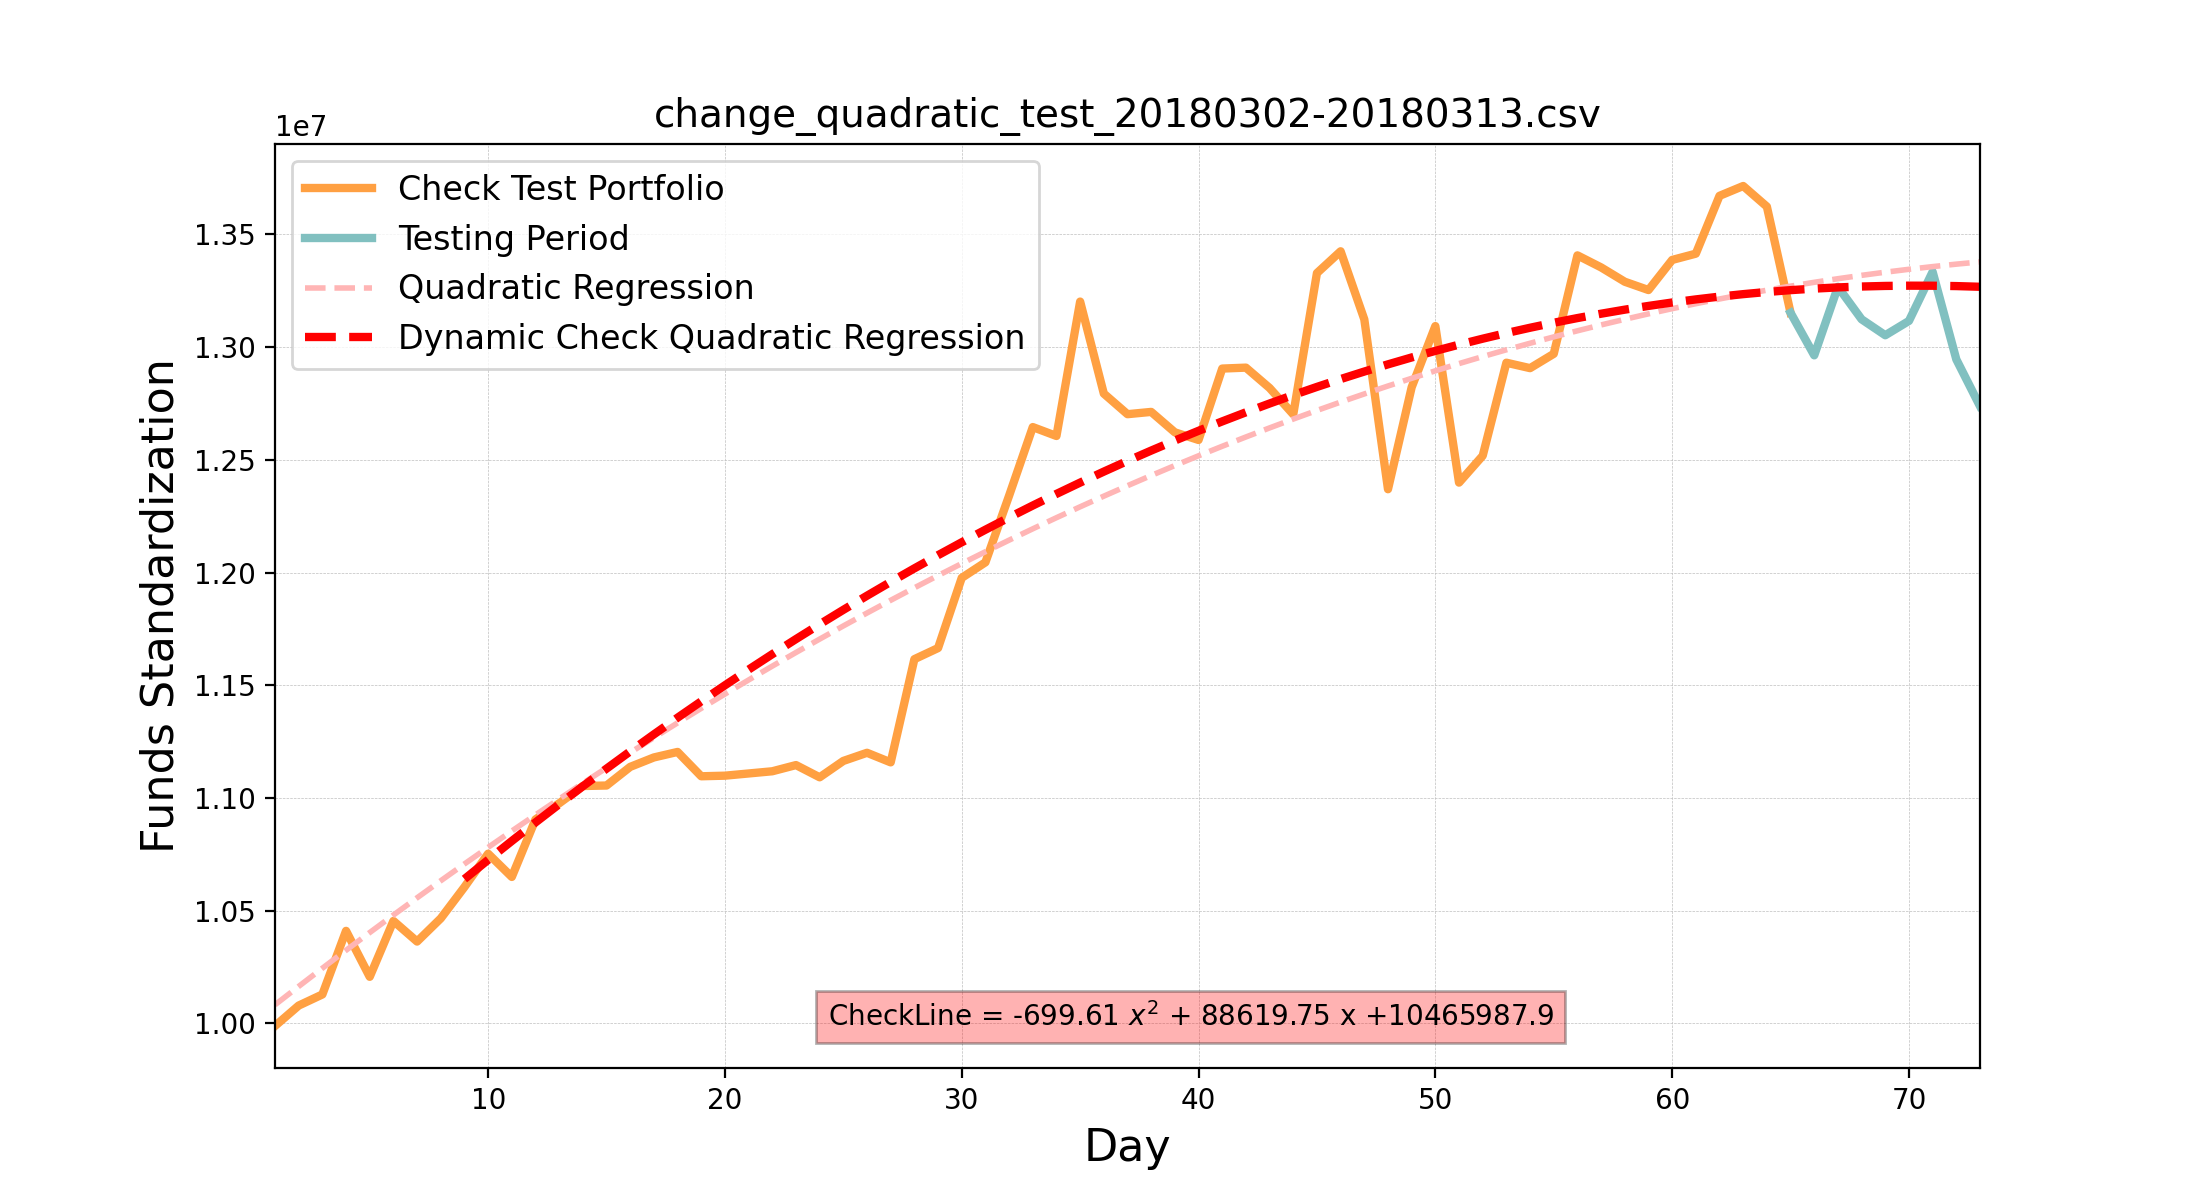 change_quadratic_test_20180302-20180313.csv
1e7
Check Test Portfolio
Testing Period
Quadratic Regression
Dynamic Check Quadratic Regression
1.35
1.30
1.25
1.20
1.15
1.10
1.05
1.00
Funds Standardization
CheckLine = -699.61 x² + 88619.75 x +10465987.9
10 20 30 40 50 60 70
Day